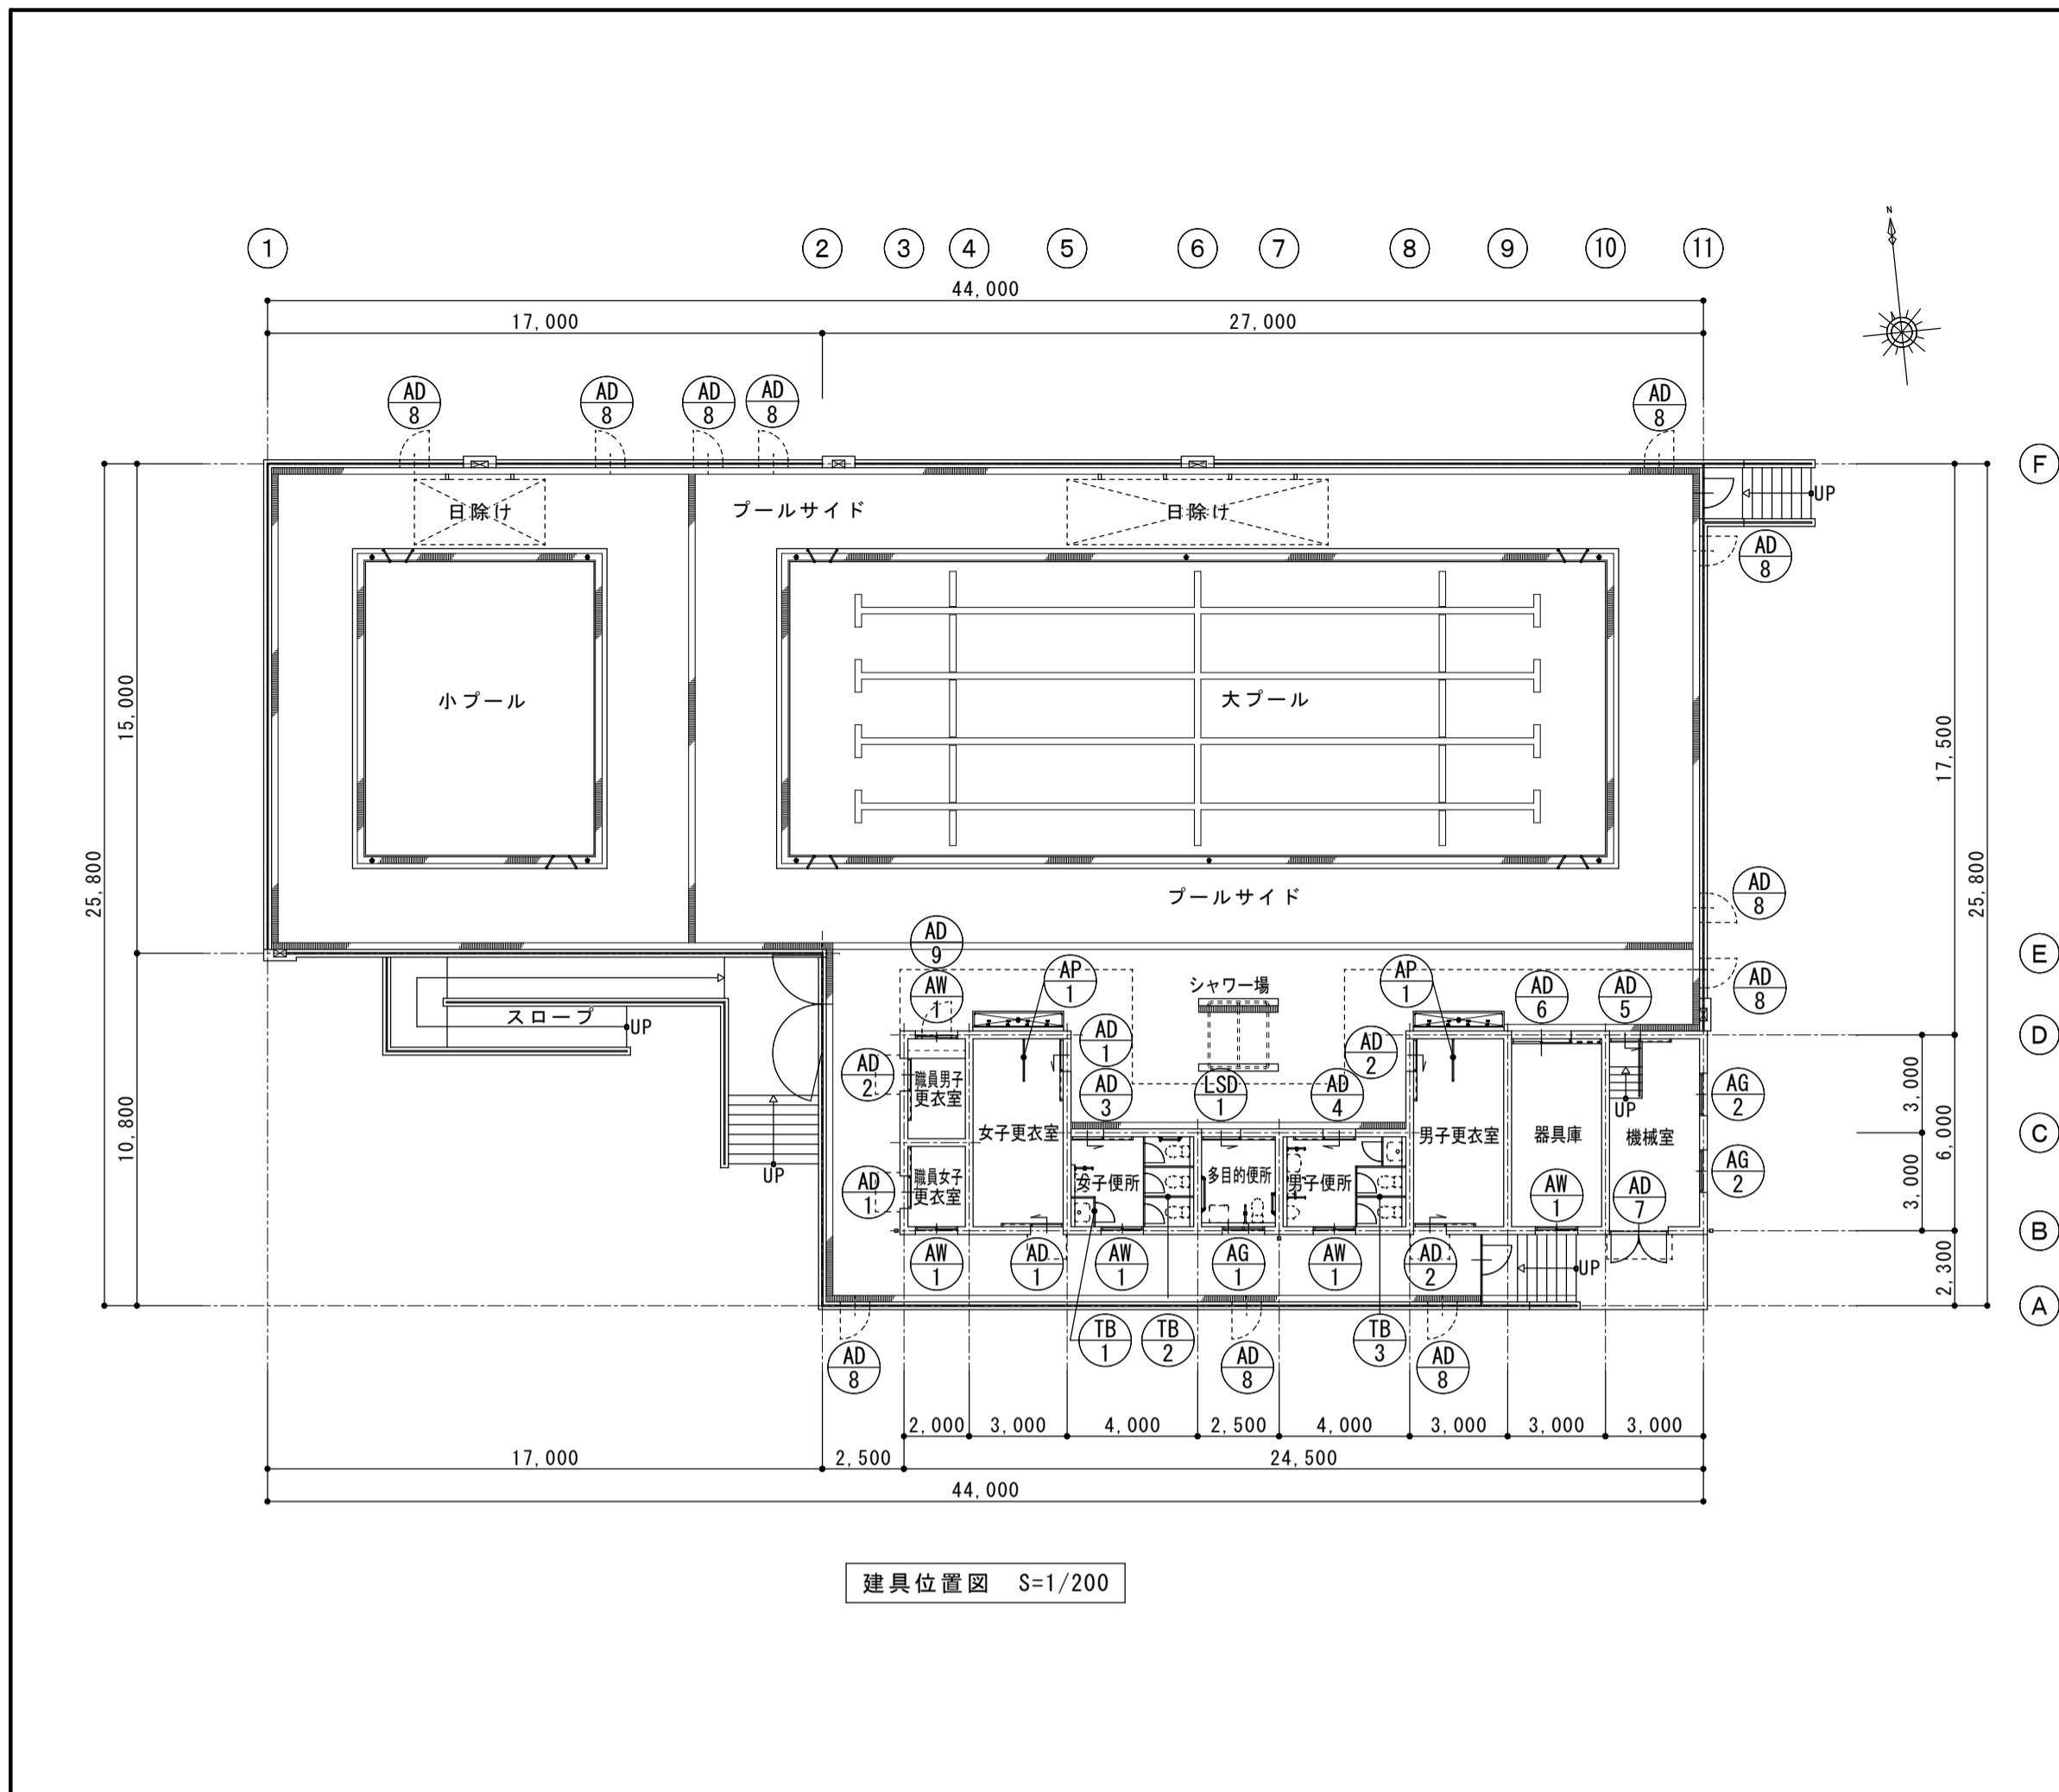 N
1 2 3 4 5 6 7 8 9 10 11
44,000
17,000 27,000
AD 8
AD 8
AD 8
AD 8
AD 8
F
UP
日除け
プールサイド
日除け
AD 8
小プール
大プール
15,000
17,500
25,800
25,800
プールサイド
AD 8
AD 9
E
AP 1
シャワー場
AP 1
AD 8
AW 1
AD 6
AD 5
スロープ
UP
AD 1
D
AD 2
AD 2
職員男子
更衣室
AD 3
LSD 1
AD 4
AG 2
UP
3,000
10,800
女子更衣室
男子更衣室
器具庫
機械室
C
6,000
UP
職員女子
更衣室
女子便所
多目的便所
男子便所
AG 2
AD 1
AW 1
AD 7
3,000
B
AW 1
AD 1
AW 1
AG 1
AW 1
AD 2
UP
2,300
A
TB 1
TB 2
TB 3
AD 8
AD 8
AD 8
2,000 3,000 4,000 2,500 4,000 3,000 3,000 3,000
17,000 2,500 24,500
44,000
建具位置図 S=1/200